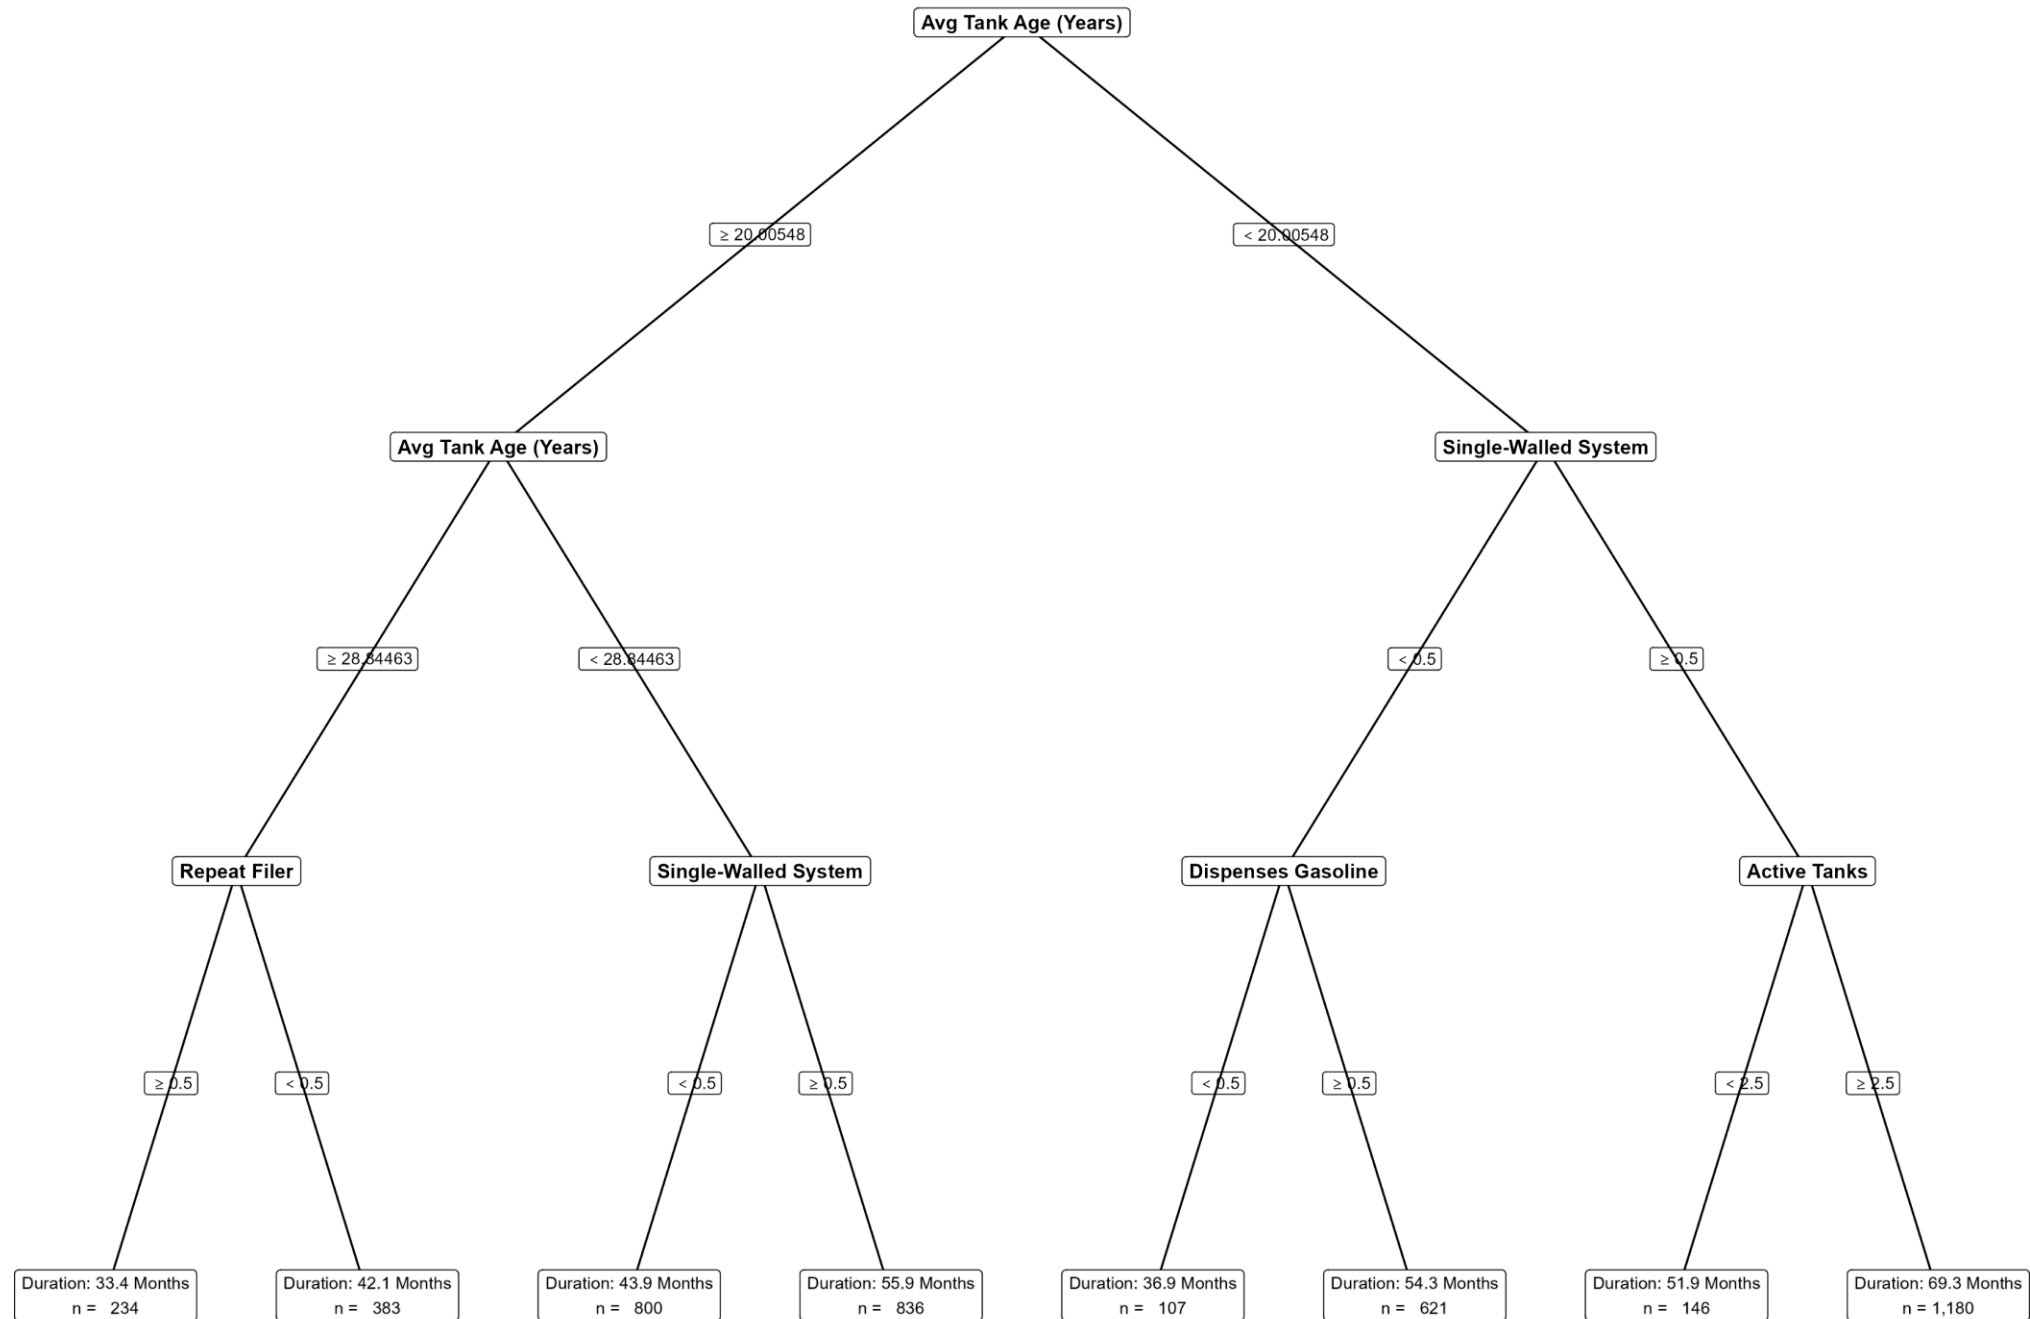 Avg Tank Age (Years)
≥ 20.00548
< 20.00548
Avg Tank Age (Years)
Single-Walled System
≥ 28.84463
< 28.84463
< 0.5
≥ 0.5
Repeat Filer
Single-Walled System
Dispenses Gasoline
Active Tanks
≥ 0.5
< 0.5
< 0.5
≥ 0.5
< 0.5
≥ 0.5
< 2.5
≥ 2.5
Duration: 33.4 Months
n = 234
Duration: 42.1 Months
n = 383
Duration: 43.9 Months
n = 800
Duration: 55.9 Months
n = 836
Duration: 36.9 Months
n = 107
Duration: 54.3 Months
n = 621
Duration: 51.9 Months
n = 146
Duration: 69.3 Months
n = 1,180